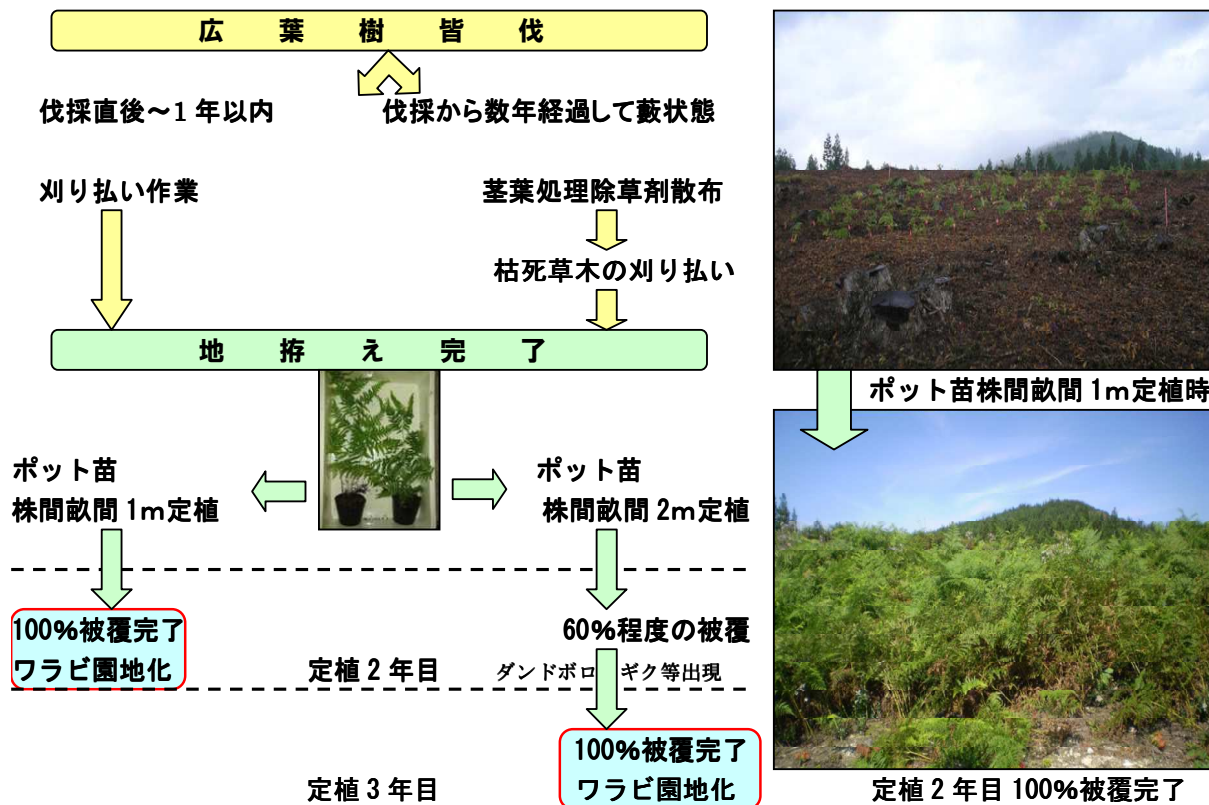 広葉樹皆伐
伐採直後~1年以内
伐採から数年経過して藪状態
刈り払い作業
茎葉処理除草剤散布
枯死草木の刈り払い
地拵え完了
ポット苗
株間畝間1m定植
ポット苗
株間畝間2m定植
100%被覆完了
ワラビ園地化
60%程度の被覆
定植2年目
ダンドボロギク等出現
100%被覆完了
ワラビ園地化
定植3年目
ポット苗株間畝間1m定植時
定植2年目100%被覆完了